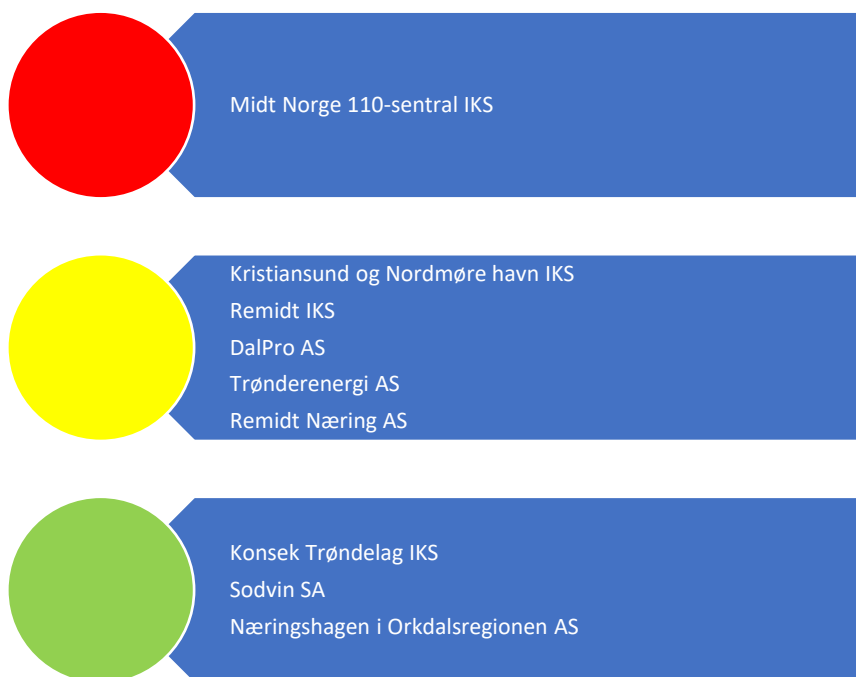 Midt Norge 110-sentral IKS
Kristiansund og Nordmøre havn IKS
Remidt IKS
DalPro AS
Trønderenergi AS
Remidt Næring AS
Konsek Trøndelag IKS
Sodvin SA
Næringshagen i Orkdalsregionen AS